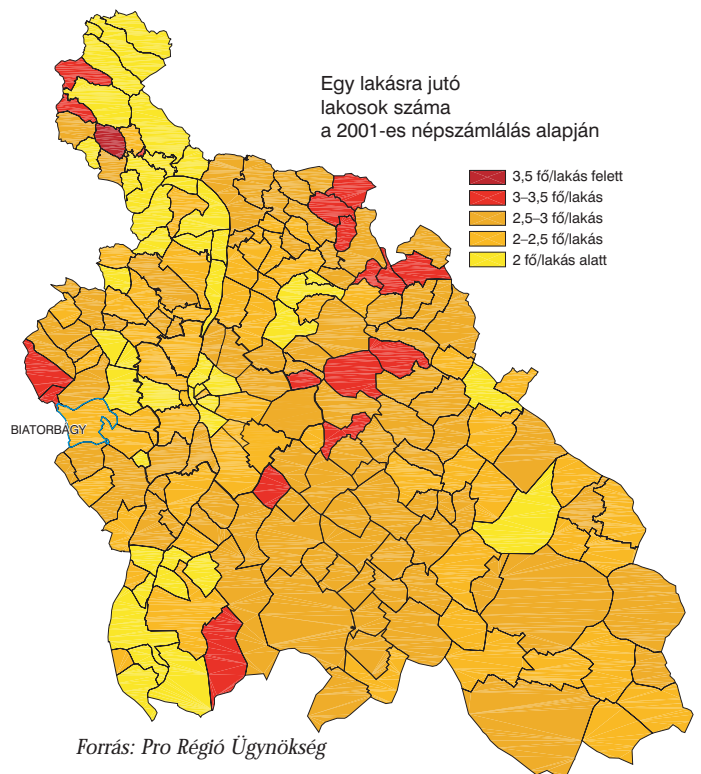 Egy lakásra jutó
lakosok száma
a 2001-es népszámlálás alapján
3,5 fő/lakás felett
3–3,5 fő/lakás
2,5–3 fő/lakás
2–2,5 fő/lakás
2 fő/lakás alatt
BIATORBÁGY
Forrás: Pro Régió Ügynökség